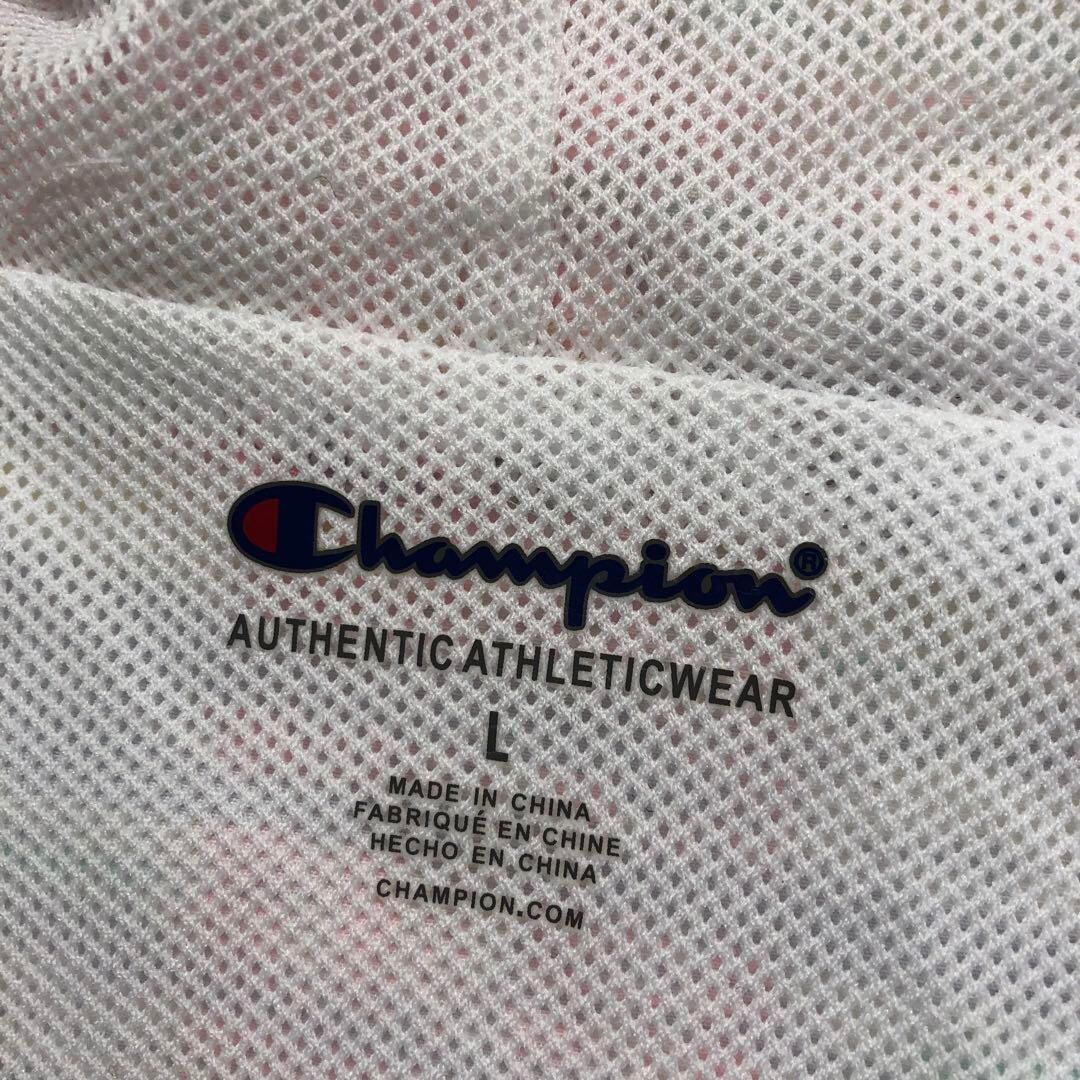 Champion®
AUTHENTIC ATHLETICWEAR
L
MADE IN CHINA
FABRIQUÉ EN CHINE
HECHO EN CHINA
CHAMPION.COM